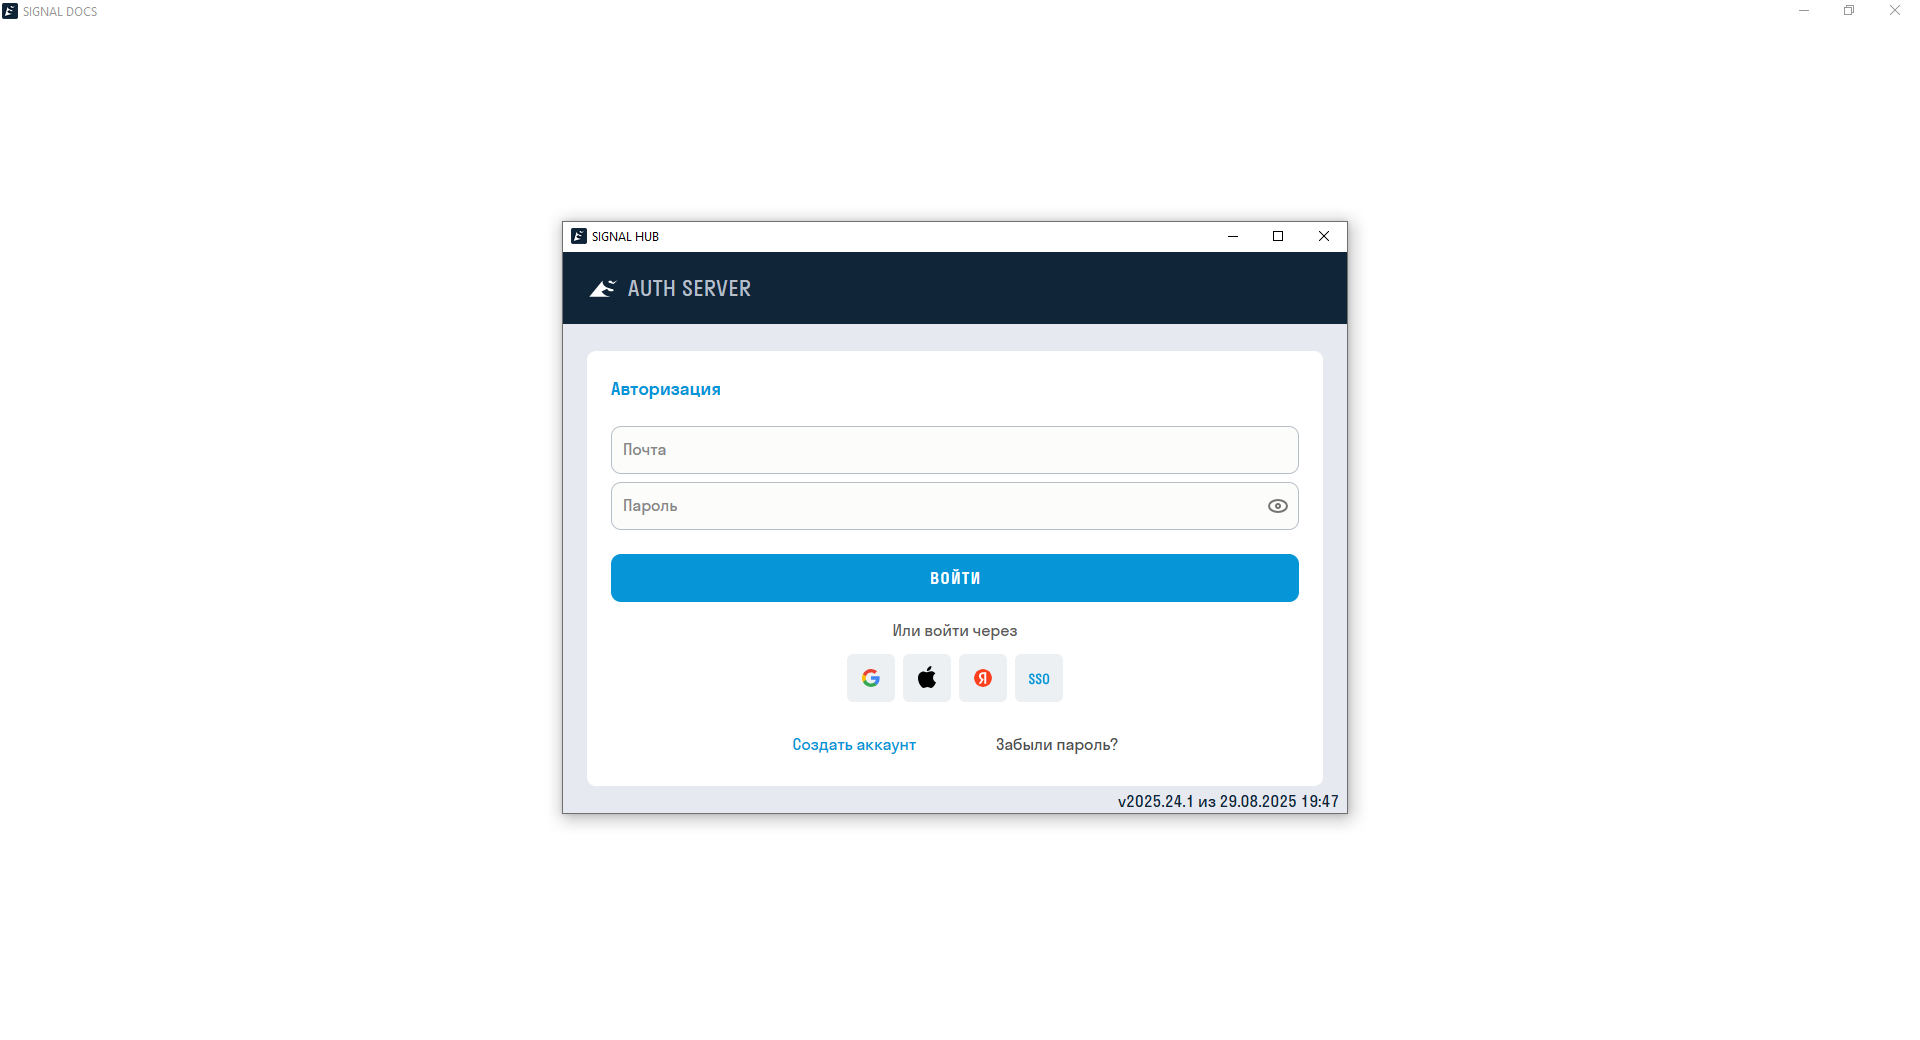 SIGNAL DOCS
SIGNAL HUB
AUTH SERVER
Авторизация
Почта
Пароль
ВОЙТИ
Или войти через
SSO
Создать аккаунт
Забыли пароль?
v2025.24.1 из 29.08.2025 19:47